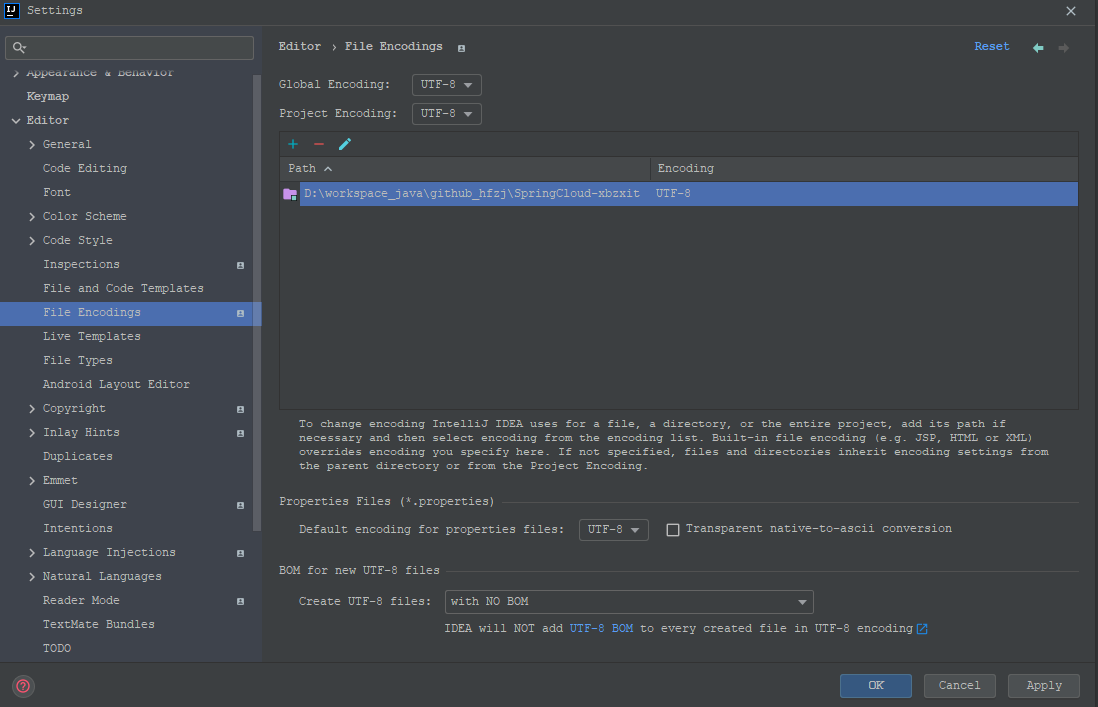 IJ Settings
Appearance & Behavior
Keymap
Editor
General
Code Editing
Font
Color Scheme
Code Style
Inspections
File and Code Templates
File Encodings
Live Templates
File Types
Android Layout Editor
Copyright
Inlay Hints
Duplicates
Emmet
GUI Designer
Intentions
Language Injections
Natural Languages
Reader Mode
TextMate Bundles
TODO
Editor › File Encodings Reset
Global Encoding: UTF-8
Project Encoding: UTF-8
Path Encoding
D:\workspace_java\github_hfzj\SpringCloud-xbzxit UTF-8
To change encoding IntelliJ IDEA uses for a file, a directory, or the entire project, add its path if
necessary and then select encoding from the encoding list. Built-in file encoding (e.g. JSP, HTML or XML)
overrides encoding you specify here. If not specified, files and directories inherit encoding settings from
the parent directory or from the Project Encoding.
Properties Files (*.properties)
Default encoding for properties files: UTF-8 Transparent native-to-ascii conversion
BOM for new UTF-8 files
Create UTF-8 files: with NO BOM
IDEA will NOT add UTF-8 BOM to every created file in UTF-8 encoding
? OK Cancel Apply